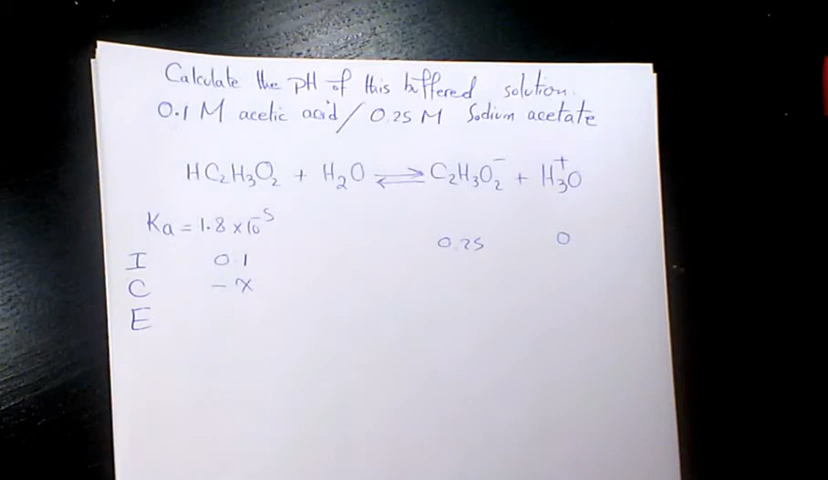 Calculate the pH of this buffered solution.
0.1 M acetic acid / 0.25 M Sodium acetate
HC₂H₃O₂ + H₂O ⇌ C₂H₃O₂⁻ + H₃⁺O
Ka = 1.8 × 10⁻⁵
I 0.1 0.25 0
C -x
E